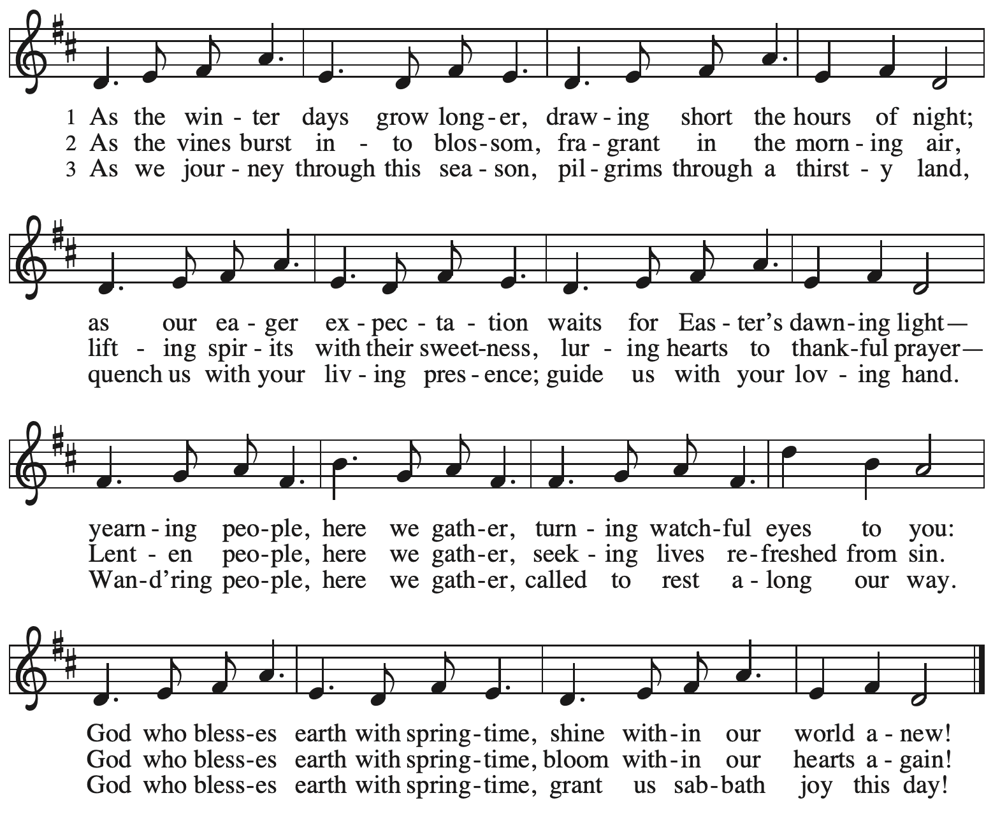 1 As the win - ter days grow long - er, draw - ing short the hours of night;
2 As the vines burst in - to blos - som, fra - grant in the morn - ing air,
3 As we jour - ney through this sea - son, pil - grims through a thirst - y land,
as our ea - ger ex - pec - ta - tion waits for Eas - ter’s dawn - ing light—
lift - ing spir - its with their sweet - ness, lur - ing hearts to thank - ful prayer—
quench us with your liv - ing pres - ence; guide us with your lov - ing hand.
yearn - ing peo - ple, here we gath - er, turn - ing watch - ful eyes to you:
Lent - en peo - ple, here we gath - er, seek - ing lives re - freshed from sin.
Wan - d’ring peo - ple, here we gath - er, called to rest a - long our way.
God who bless - es earth with spring - time, shine with - in our world a - new!
God who bless - es earth with spring - time, bloom with - in our hearts a - gain!
God who bless - es earth with spring - time, grant us sab - bath joy this day!